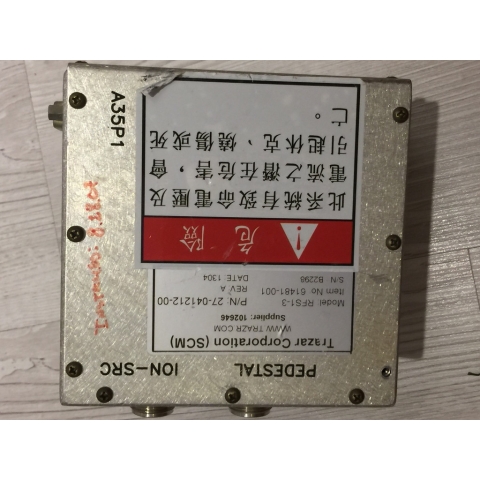 PEDESTAL
ION-SRC
Trazar Corporation (SCM)
WWW.TRAZR.COM
Supplier: 102646
Model RFS1-3 P/N: 27-041212-00
Item No 61481-001 REV A
S/N: B2298 DATE 1304
危險
此系統有致命電壓及
電流之潛在危害，會
引起休克，燒傷或死
亡。
A35P1